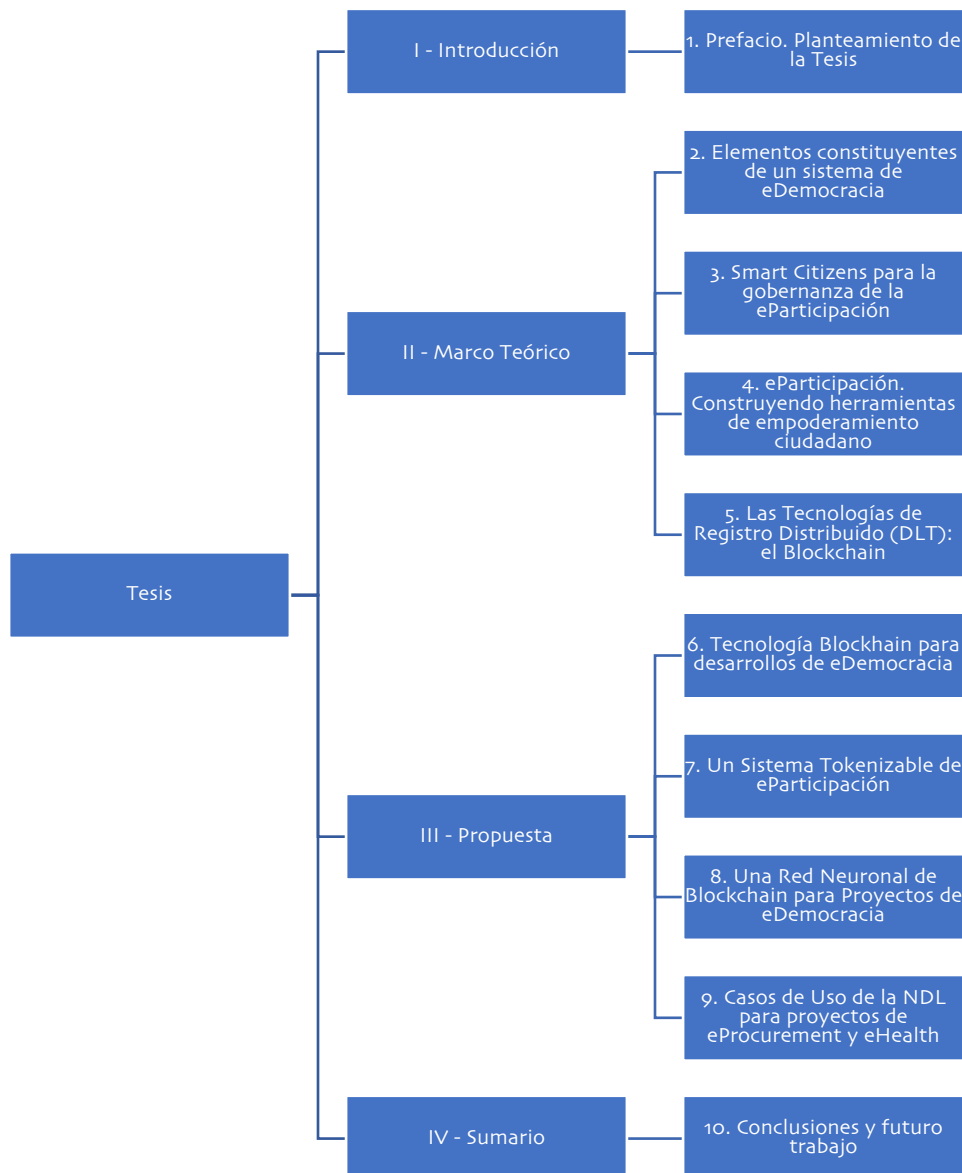 Tesis
I - Introducción
1. Prefacio. Planteamiento de
la Tesis
II - Marco Teórico
2. Elementos constituyentes
de un sistema de
eDemocracia
3. Smart Citizens para la
gobernanza de la
eParticipación
4. eParticipación.
Construyendo herramientas
de empoderamiento
ciudadano
5. Las Tecnologías de
Registro Distribuido (DLT):
el Blockchain
III - Propuesta
6. Tecnología Blockhain para
desarrollos de eDemocracia
7. Un Sistema Tokenizable de
eParticipación
8. Una Red Neuronal de
Blockchain para Proyectos de
eDemocracia
9. Casos de Uso de la NDL
para proyectos de
eProcurement y eHealth
IV - Sumario
10. Conclusiones y futuro
trabajo